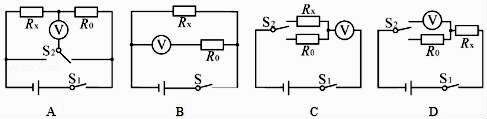 Rx R0 V S2 S1 A
Rx V R0 S B
S2 Rx R0 V S1 C
S2 V R0 Rx S1 D